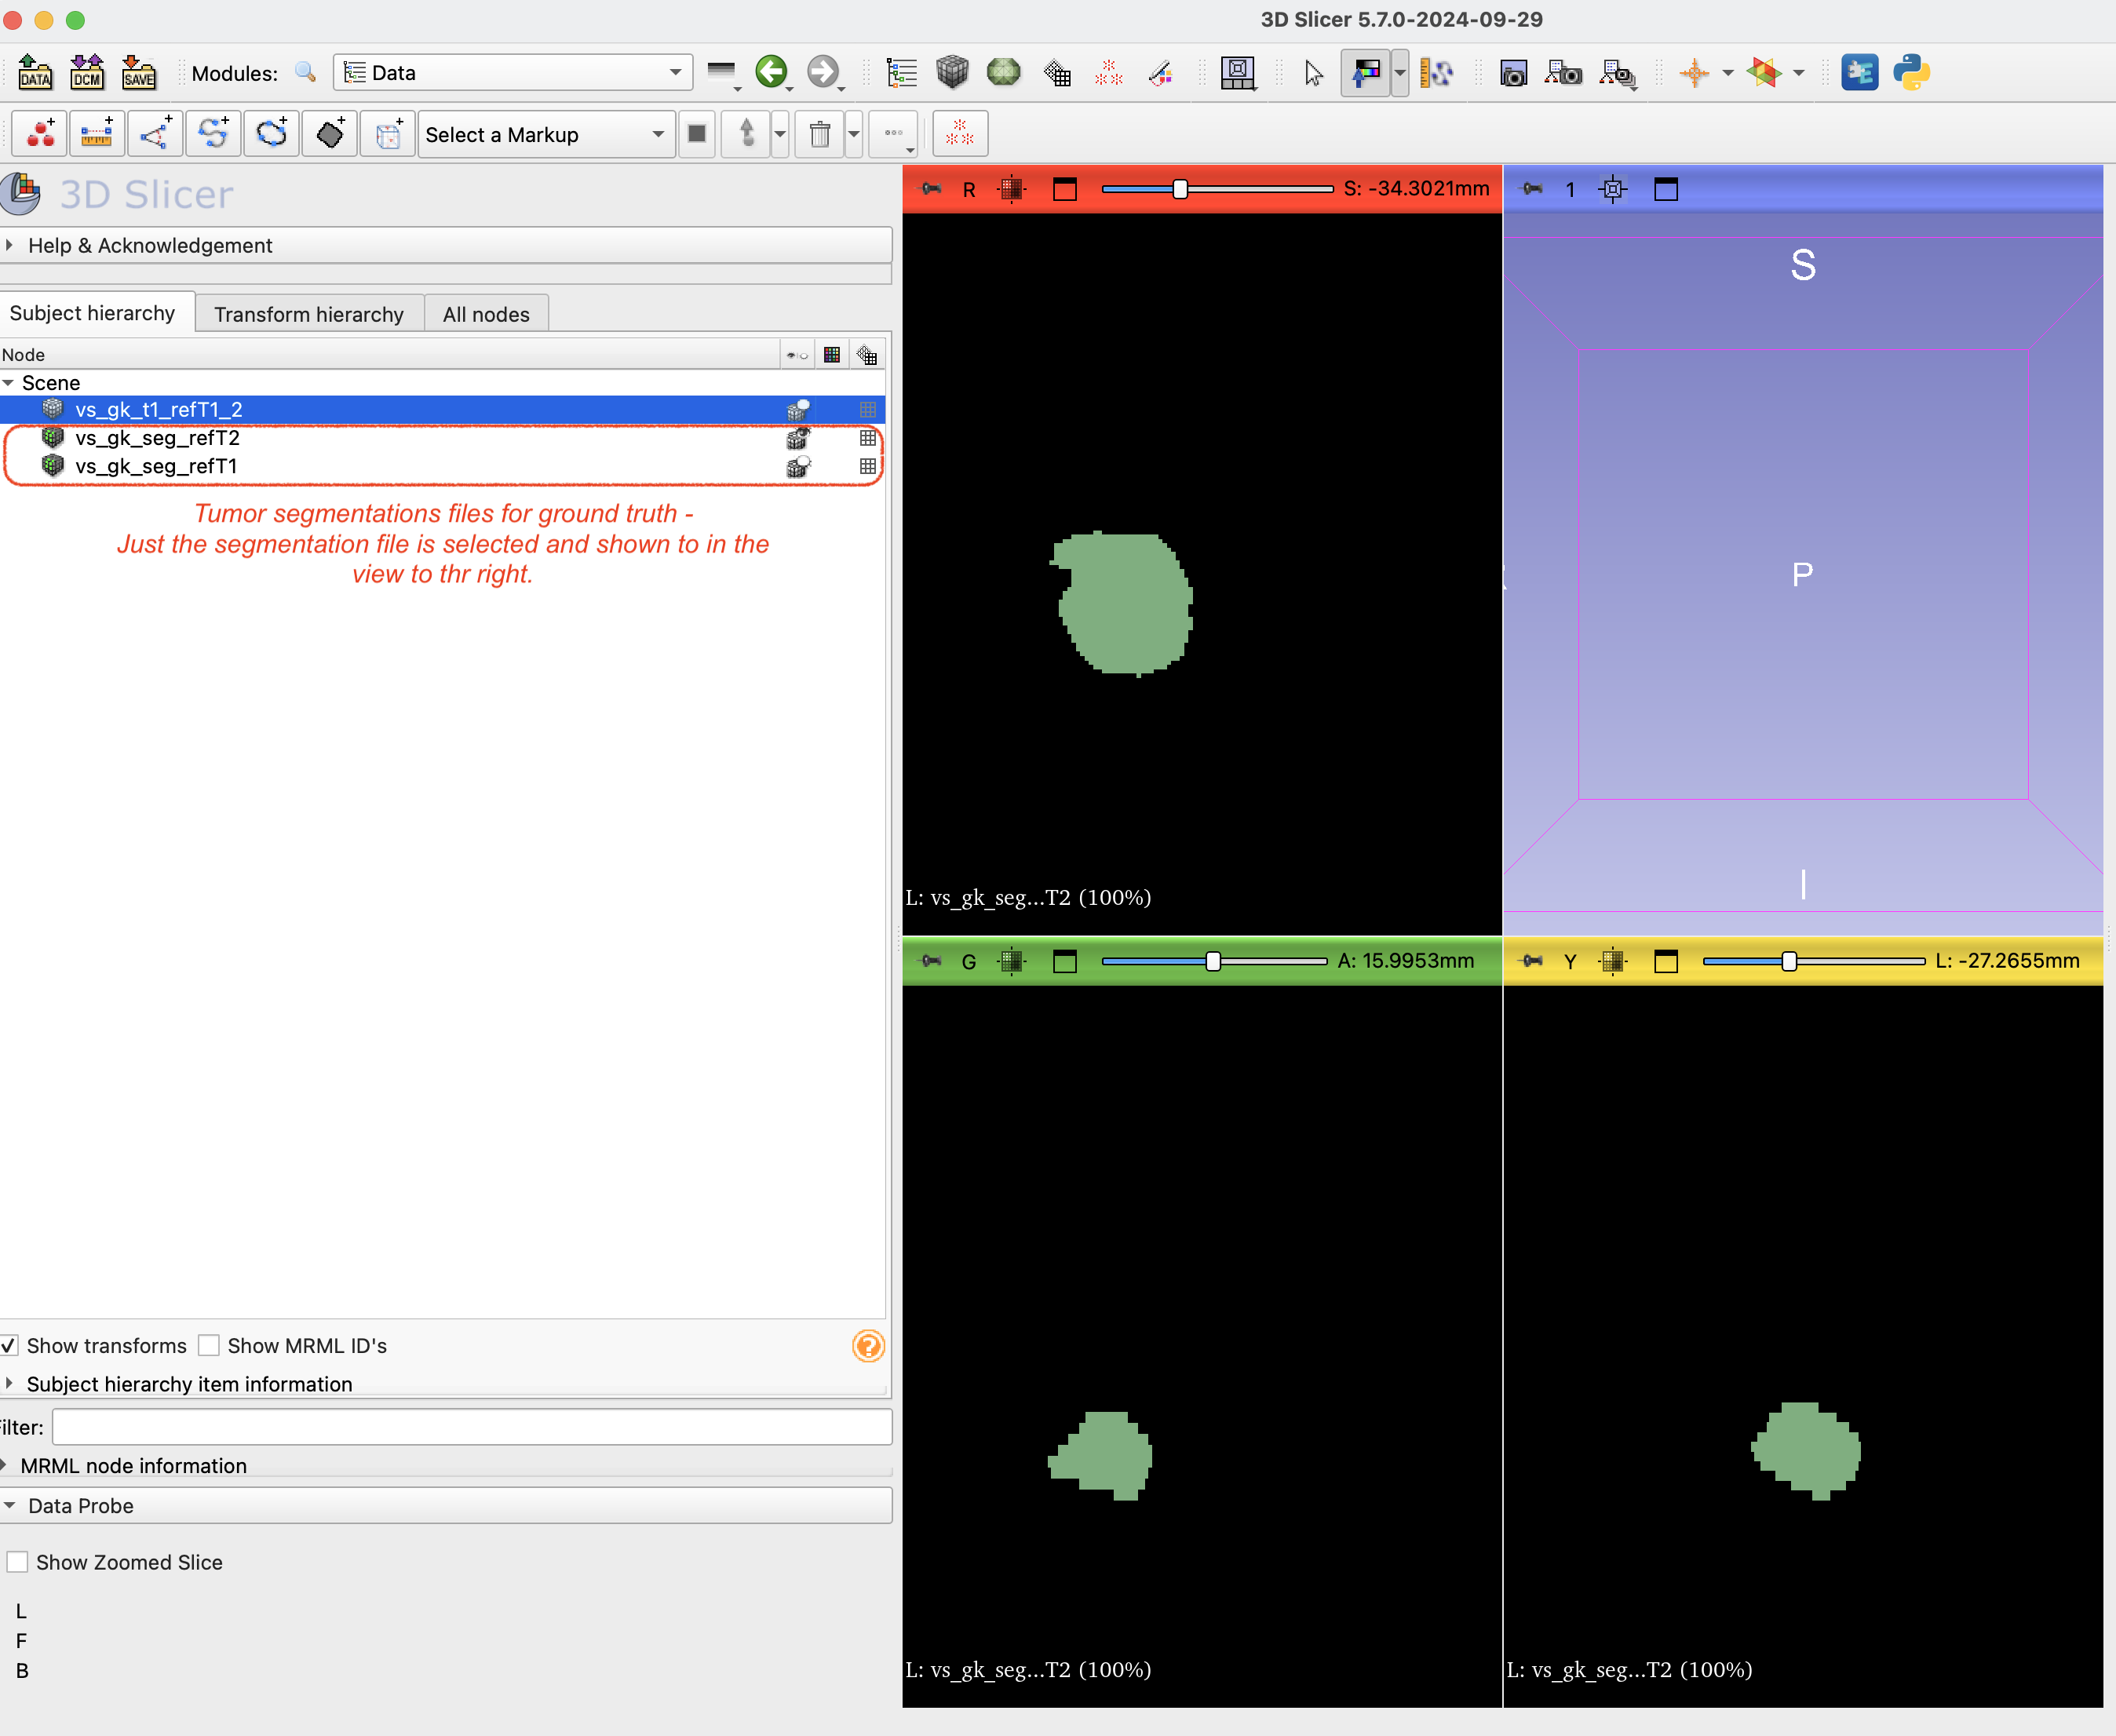 3D Slicer 5.7.0-2024-09-29
DATA DCM SAVE Modules: Data
Select a Markup
3D Slicer
Help & Acknowledgement
Subject hierarchy Transform hierarchy All nodes
Node
Scene
vs_gk_t1_refT1_2
vs_gk_seg_refT2
vs_gk_seg_refT1
Tumor segmentations files for ground truth -
Just the segmentation file is selected and shown to in the
view to thr right.
Show transforms Show MRML ID's
Subject hierarchy item information
ilter:
MRML node information
Data Probe
Show Zoomed Slice
L
F
B
R S: -34.3021mm
L: vs_gk_seg...T2 (100%)
1
S
P
I
G A: 15.9953mm
L: vs_gk_seg...T2 (100%)
Y L: -27.2655mm
L: vs_gk_seg...T2 (100%)